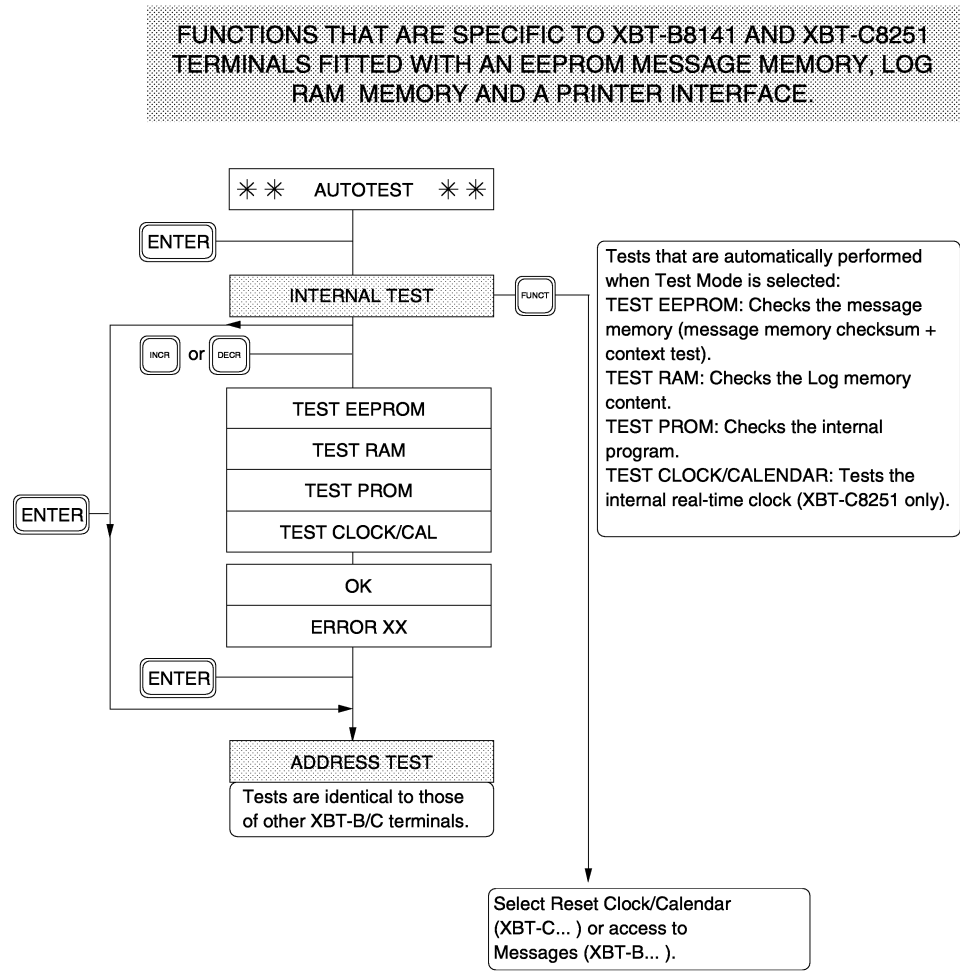 FUNCTIONS THAT ARE SPECIFIC TO XBT-B8141 AND XBT-C8251
TERMINALS FITTED WITH AN EEPROM MESSAGE MEMORY, LOG
RAM MEMORY AND A PRINTER INTERFACE.
✳ ✳ AUTOTEST ✳ ✳
ENTER
INTERNAL TEST
FUNCT
INCR or DECR
TEST EEPROM
TEST RAM
TEST PROM
TEST CLOCK/CAL
ENTER
OK
ERROR XX
ENTER
ADDRESS TEST
Tests are identical to those
of other XBT-B/C terminals.
Tests that are automatically performed
when Test Mode is selected:
TEST EEPROM: Checks the message
memory (message memory checksum +
context test).
TEST RAM: Checks the Log memory
content.
TEST PROM: Checks the internal
program.
TEST CLOCK/CALENDAR: Tests the
internal real-time clock (XBT-C8251 only).
Select Reset Clock/Calendar
(XBT-C... ) or access to
Messages (XBT-B... ).